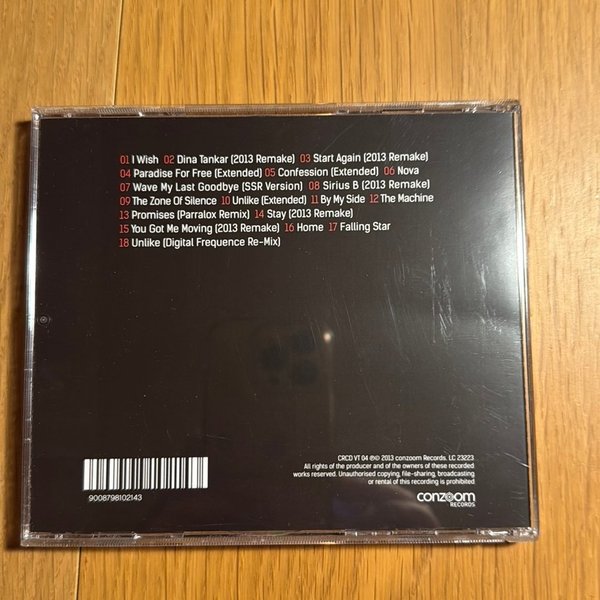 01 I Wish 02 Dina Tankar (2013 Remake) 03 Start Again (2013 Remake)
04 Paradise For Free (Extended) 05 Confession (Extended) 06 Nova
07 Wave My Last Goodbye (SSR Version) 08 Sirius B (2013 Remake)
09 The Zone Of Silence 10 Unlike (Extended) 11 By My Side 12 The Machine
13 Promises (Parralox Remix) 14 Stay (2013 Remake)
15 You Got Me Moving (2013 Remake) 16 Home 17 Falling Star
18 Unlike (Digital Frequence Re-Mix)
9008798102143
CRCD VT 04 ℗© 2013 conzoom Records, LC 23223
All rights of the producer and of the owners of these recorded
works reserved. Unauthorised copying, file-sharing, broadcasting
or rental of this recording is prohibited
conzoom
RECORDS